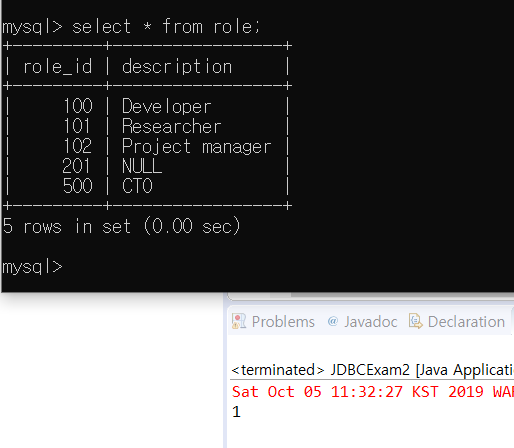 mysql> select * from role;
+---------+-----------------+
| role_id | description     |
+---------+-----------------+
|     100 | Developer       |
|     101 | Researcher      |
|     102 | Project manager |
|     201 | NULL            |
|     500 | CTO             |
+---------+-----------------+
5 rows in set (0.00 sec)
mysql>
Problems @ Javadoc Declaration
<terminated> JDBCExam2 [Java Applicatio
Sat Oct 05 11:32:27 KST 2019 WAR
1